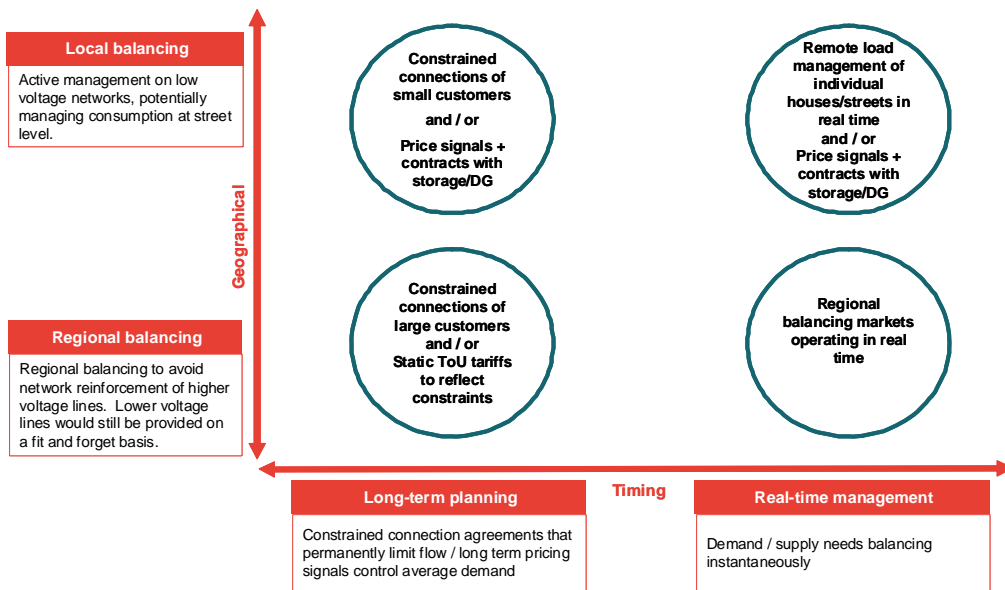 Local balancing
Active management on low
voltage networks, potentially
managing consumption at street
level.
Constrained
connections of
small customers
and / or
Price signals +
contracts with
storage/DG
Remote load
management of
individual
houses/streets in
real time
and / or
Price signals +
contracts with
storage/DG
Geographical
Regional balancing
Regional balancing to avoid
network reinforcement of higher
voltage lines.  Lower voltage
lines would still be provided on
a fit and forget basis.
Constrained
connections of
large customers
and / or
Static ToU tariffs
to reflect
constraints
Regional
balancing markets
operating in real
time
Long-term planning
Constrained connection agreements that
permanently limit flow / long term pricing
signals control average demand
Timing
Real-time management
Demand / supply needs balancing
instantaneously